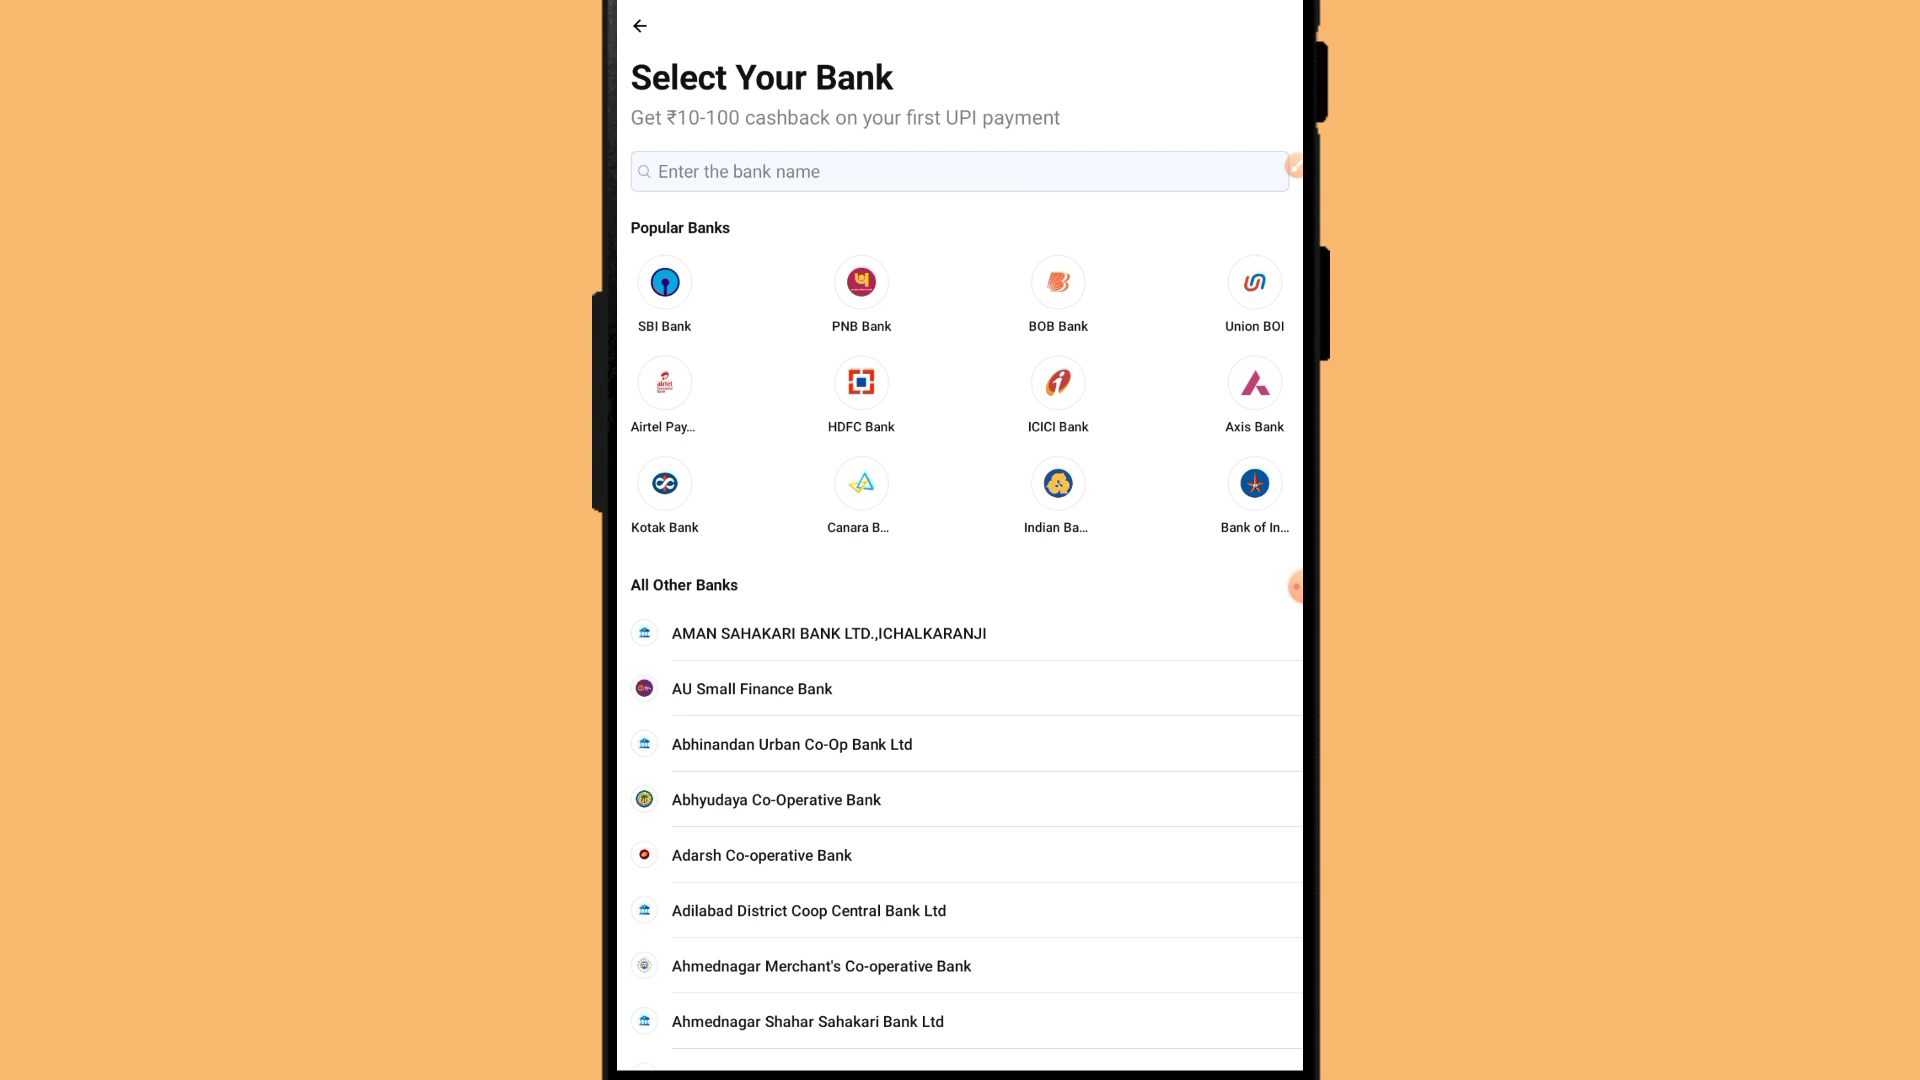 Select Your Bank
Get ₹10-100 cashback on your first UPI payment
Enter the bank name
Popular Banks
SBI Bank
PNB Bank
BOB Bank
Union BOI
airtel
Airtel Pay...
HDFC Bank
ICICI Bank
Axis Bank
Kotak Bank
Canara B...
Indian Ba...
Bank of In...
All Other Banks
AMAN SAHAKARI BANK LTD.,ICHALKARANJI
AU Small Finance Bank
Abhinandan Urban Co-Op Bank Ltd
Abhyudaya Co-Operative Bank
Adarsh Co-operative Bank
Adilabad District Coop Central Bank Ltd
Ahmednagar Merchant's Co-operative Bank
Ahmednagar Shahar Sahakari Bank Ltd